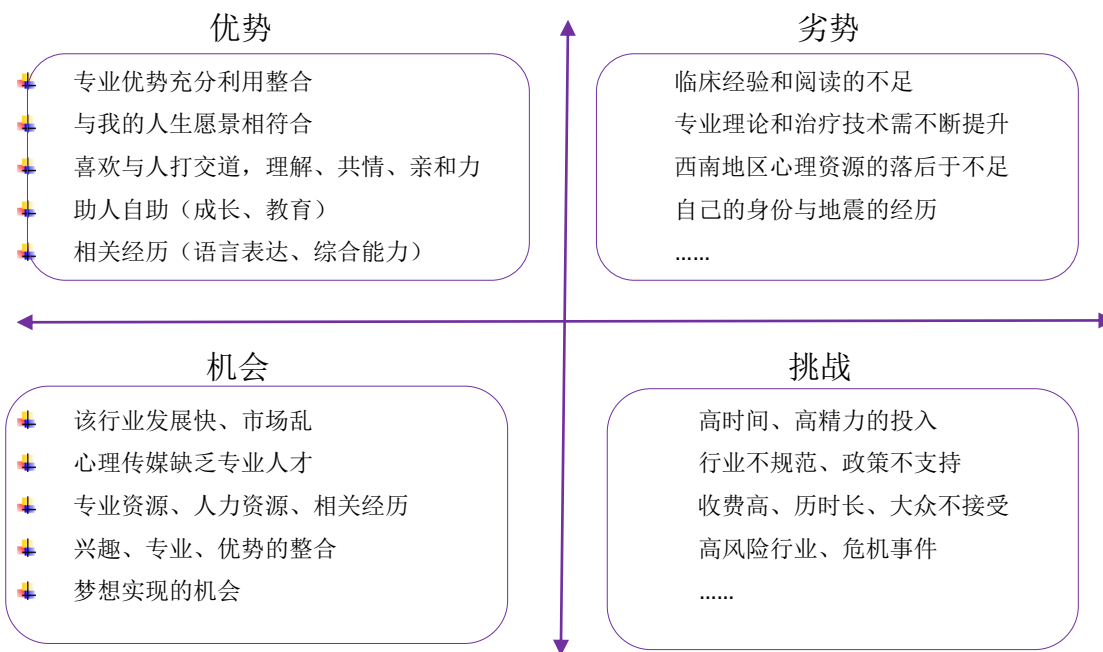 优势
专业优势充分利用整合
与我的人生愿景相符合
喜欢与人打交道，理解、共情、亲和力
助人自助（成长、教育）
相关经历（语言表达、综合能力）
劣势
临床经验和阅读的不足
专业理论和治疗技术需不断提升
西南地区心理资源的落后于不足
自己的身份与地震的经历
……
机会
该行业发展快、市场乱
心理传媒缺乏专业人才
专业资源、人力资源、相关经历
兴趣、专业、优势的整合
梦想实现的机会
挑战
高时间、高精力的投入
行业不规范、政策不支持
收费高、历时长、大众不接受
高风险行业、危机事件
……